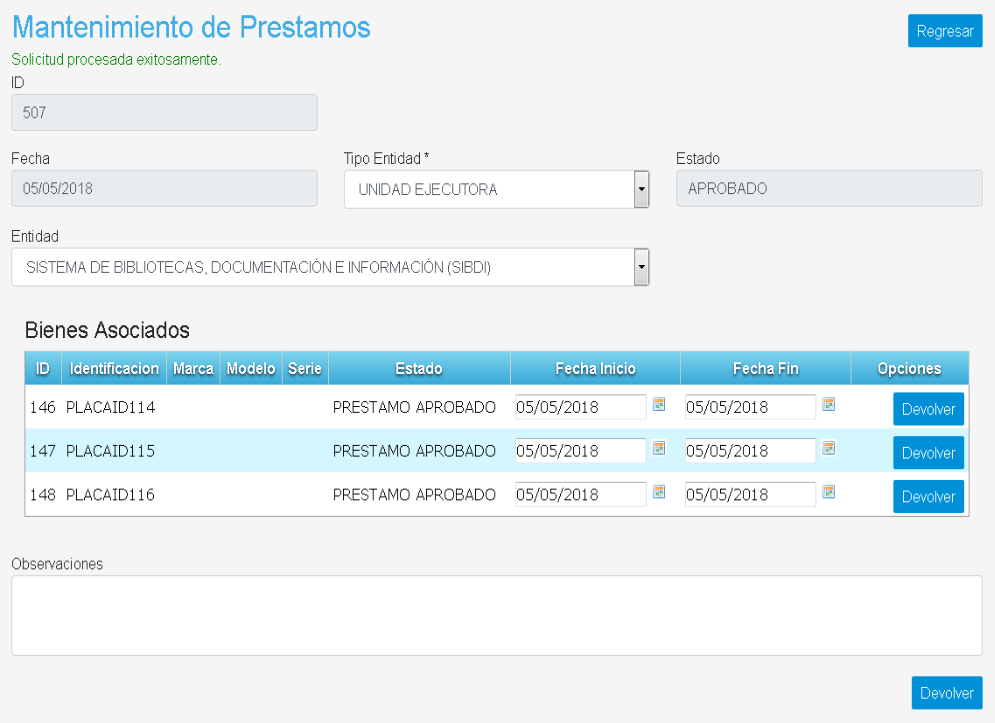 Mantenimiento de Prestamos
Regresar
Solicitud procesada exitosamente.
ID
507
Fecha Tipo Entidad * Estado
05/05/2018 UNIDAD EJECUTORA APROBADO
Entidad
SISTEMA DE BIBLIOTECAS, DOCUMENTACIÓN E INFORMACIÓN (SIBDI)
Bienes Asociados
ID Identificacion Marca Modelo Serie Estado Fecha Inicio Fecha Fin Opciones
146 PLACAID114 PRESTAMO APROBADO 05/05/2018 05/05/2018 Devolver
147 PLACAID115 PRESTAMO APROBADO 05/05/2018 05/05/2018 Devolver
148 PLACAID116 PRESTAMO APROBADO 05/05/2018 05/05/2018 Devolver
Observaciones
Devolver